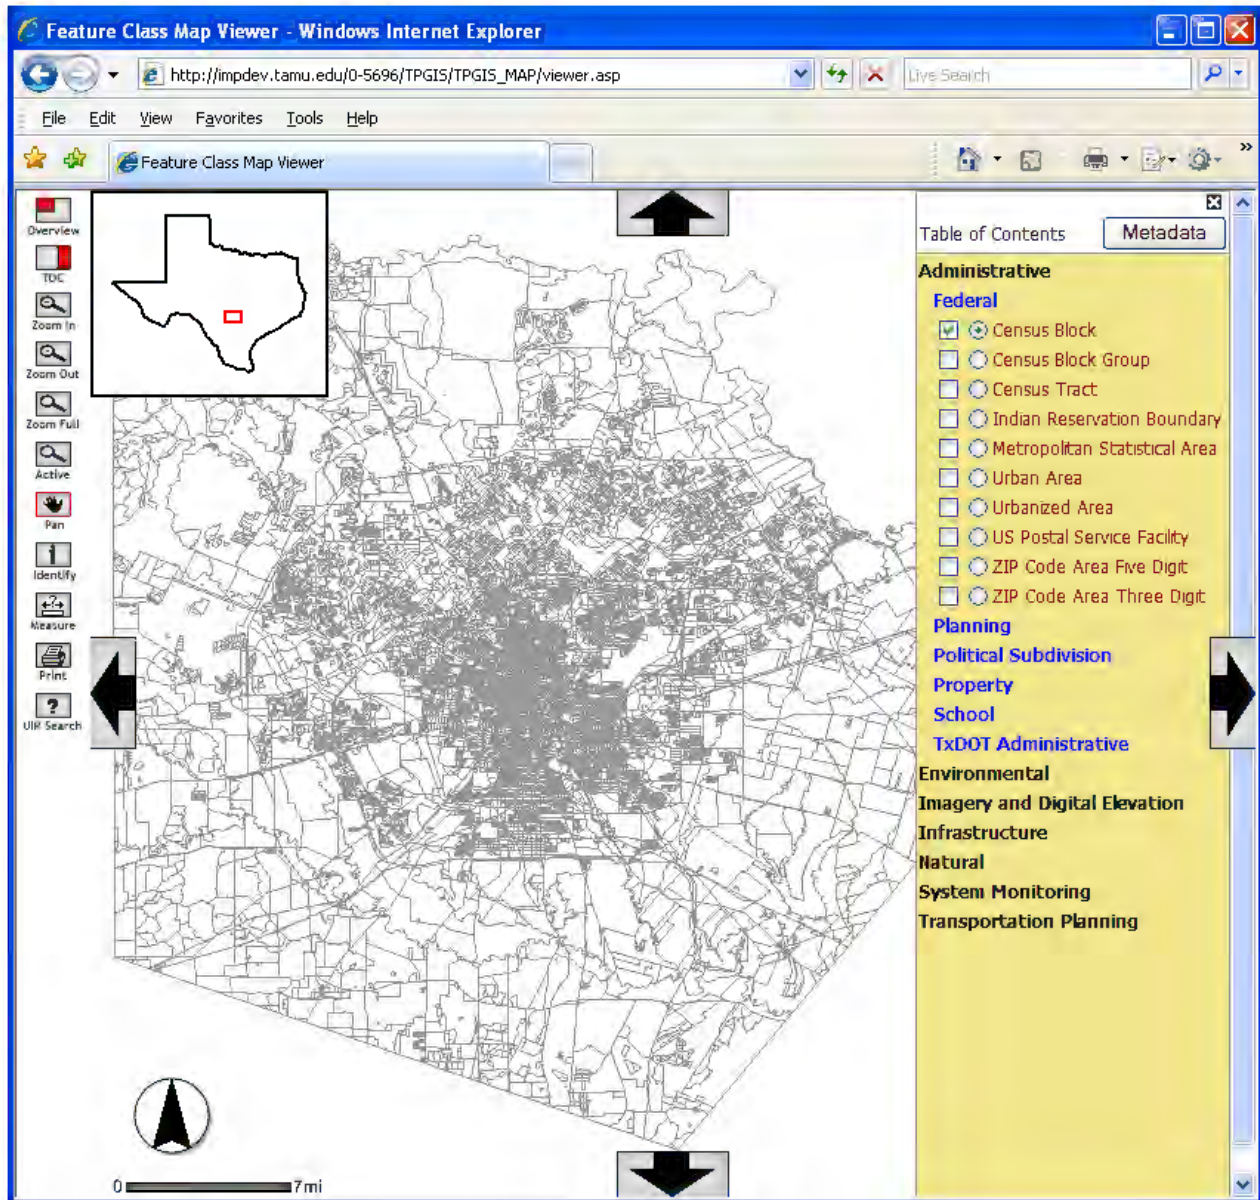 Feature Class Map Viewer - Windows Internet Explorer
http://impdev.tamu.edu/0-5696/TPGIS/TPGIS_MAP/viewer.asp
Live Search
File Edit View Favorites Tools Help
Feature Class Map Viewer
Overview
TOC
Zoom In
Zoom Out
Zoom Full
Active
Pan
Identify
Measure
Print
UIR Search
0 7mi
Table of Contents
Metadata
Administrative
Federal
Census Block
Census Block Group
Census Tract
Indian Reservation Boundary
Metropolitan Statistical Area
Urban Area
Urbanized Area
US Postal Service Facility
ZIP Code Area Five Digit
ZIP Code Area Three Digit
Planning
Political Subdivision
Property
School
TxDOT Administrative
Environmental
Imagery and Digital Elevation
Infrastructure
Natural
System Monitoring
Transportation Planning